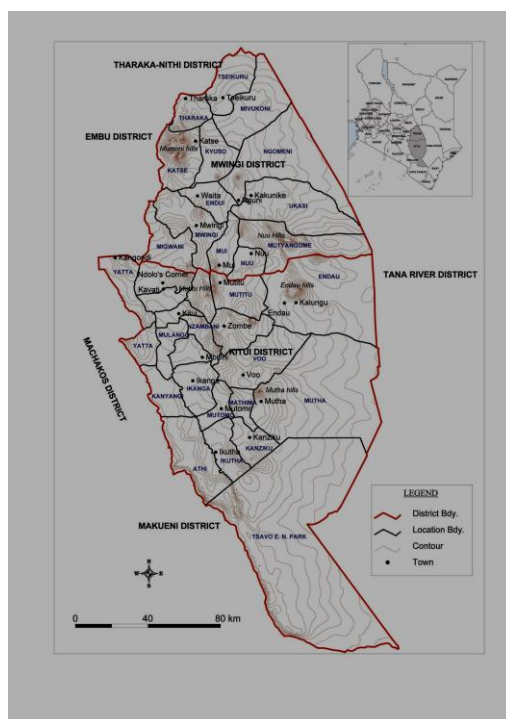 THARAKA-NITHI DISTRICT
TSEIKURU
Tharaka
Tseikuru
MIVUKONI
THARAKA
EMBU DISTRICT
Katse
Mumoni hills
KYUSO
NGOMENI
MWINGI DISTRICT
KATSE
Waita
Kakunike
ENDUI
UKASI
Mwingi
MWINGI
Nuu Hills
MIGWANI
MUI
Nuu
MUTYANGOME
NUU
Kangonde
Mui
YATTA
ENDAU
TANA RIVER DISTRICT
Ndolo's Corner
Mutitu
Endau hills
Kavati
MUTITU
Endau
Kalungu
Kitui
NZAMBANI
Zombe
MULANGO
YATTA
KITUI DISTRICT
VOO
MACHAKOS DISTRICT
Voo
Ikanga
IKANGA
KANYANGI
Mutha hills
MATHIMA
Mutha
MUTHA
Mutomo
MUTOMO
Kanziku
KANZIKU
Ikutha
IKUTHA
ATHI
MAKUENI DISTRICT
TSAVO E. N. PARK
N
W E
S
0 40 80 km
LEGEND
District Bdy.
Location Bdy.
Contour
Town